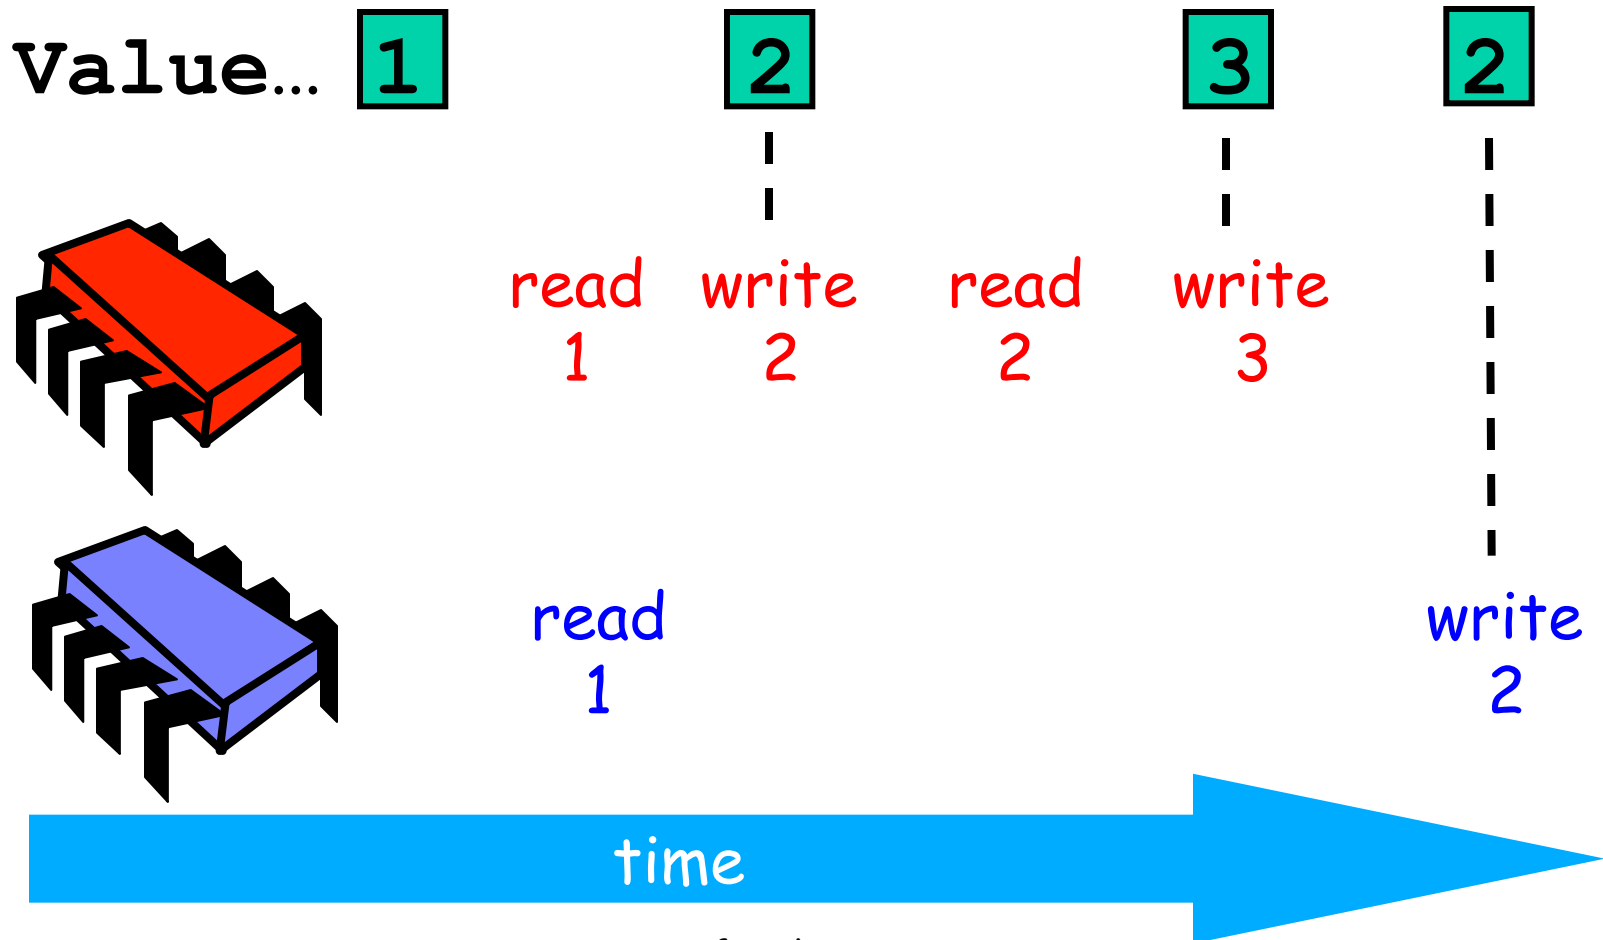 Value… 1 2 3 2
read write read write
1 2 2 3
read write
1 2
time